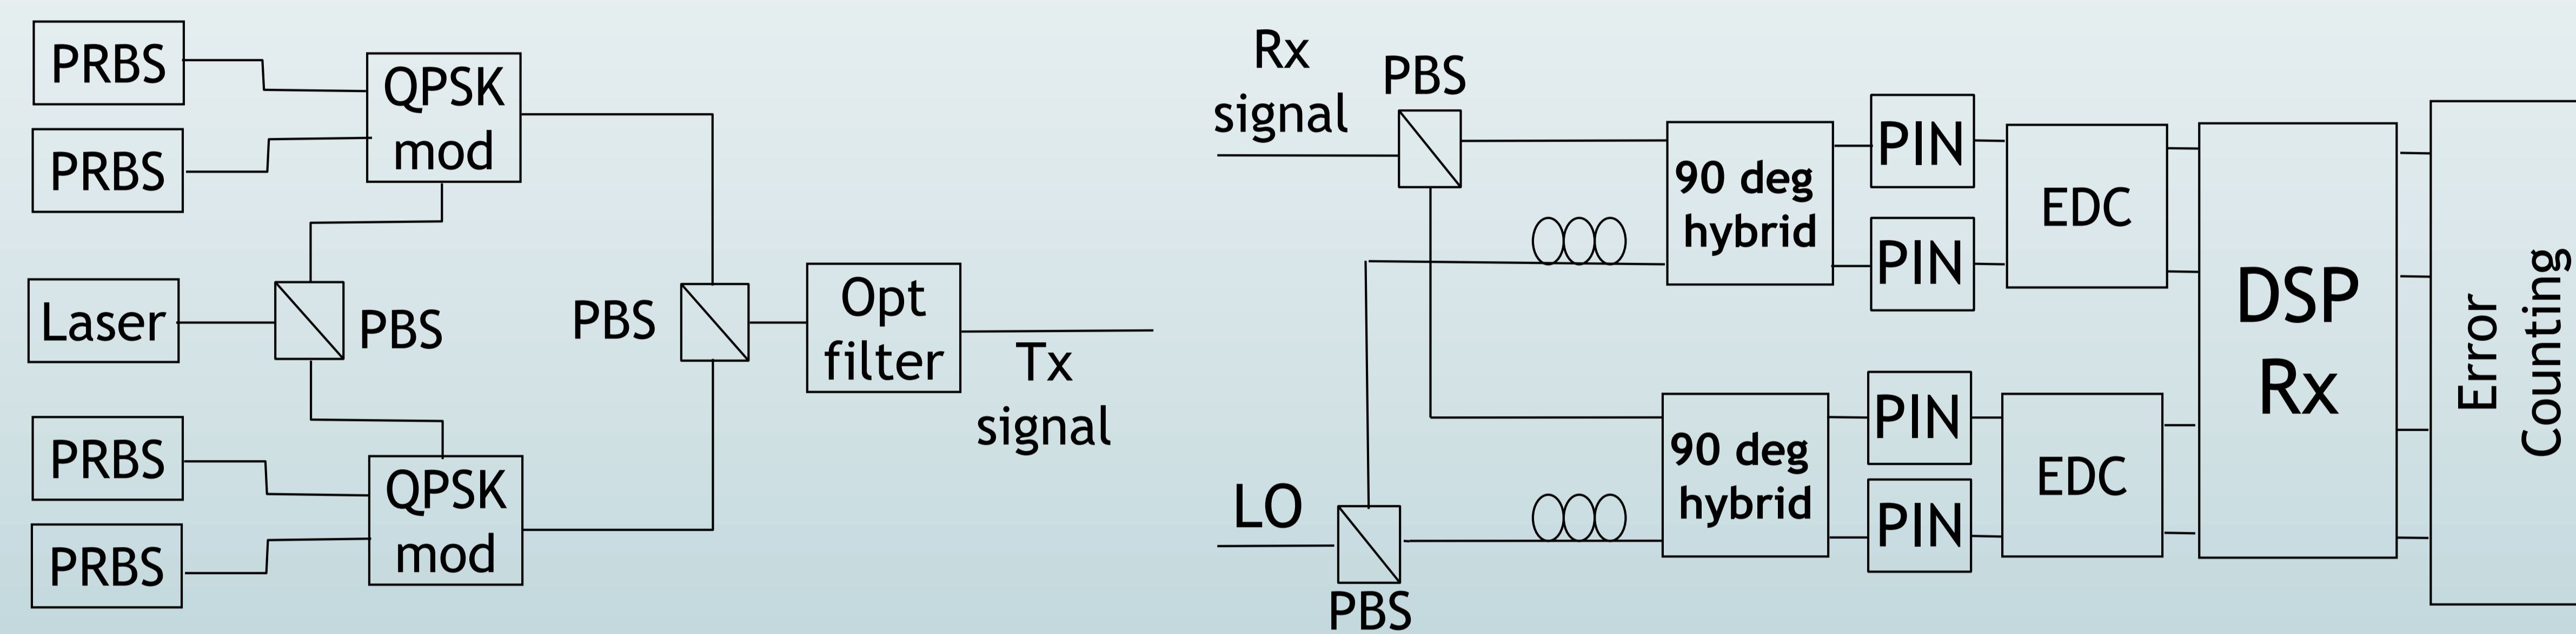 PRBS
PRBS
QPSK
mod
Laser
PBS
PRBS
PRBS
QPSK
mod
PBS
Opt
filter
Tx
signal
Rx
signal
PBS
LO
PBS
90 deg
hybrid
90 deg
hybrid
PIN
PIN
PIN
PIN
EDC
EDC
DSP
Rx
Error
Counting